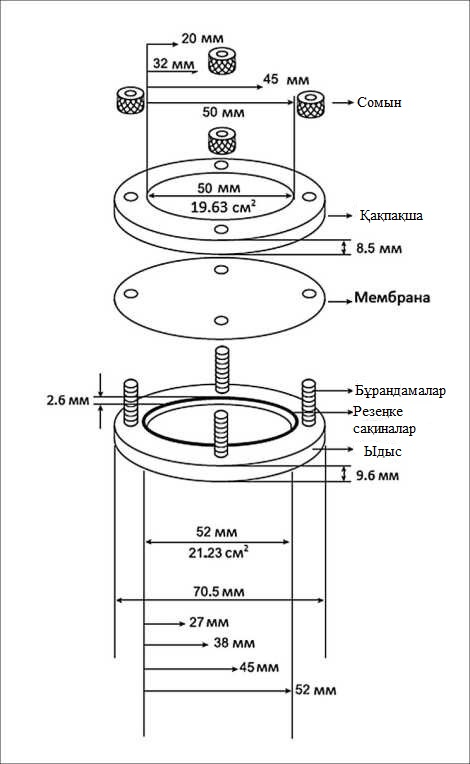 20 мм
32 мм
45 мм
50 мм
Сомын
50 мм
19.63 см²
Қақпақша
8.5 мм
Мембрана
Бұрандамалар
2.6 мм
Резеңке
сақиналар
Ыдыс
9.6 мм
52 мм
21.23 см²
70.5 мм
27 мм
38 мм
45 мм
52 мм